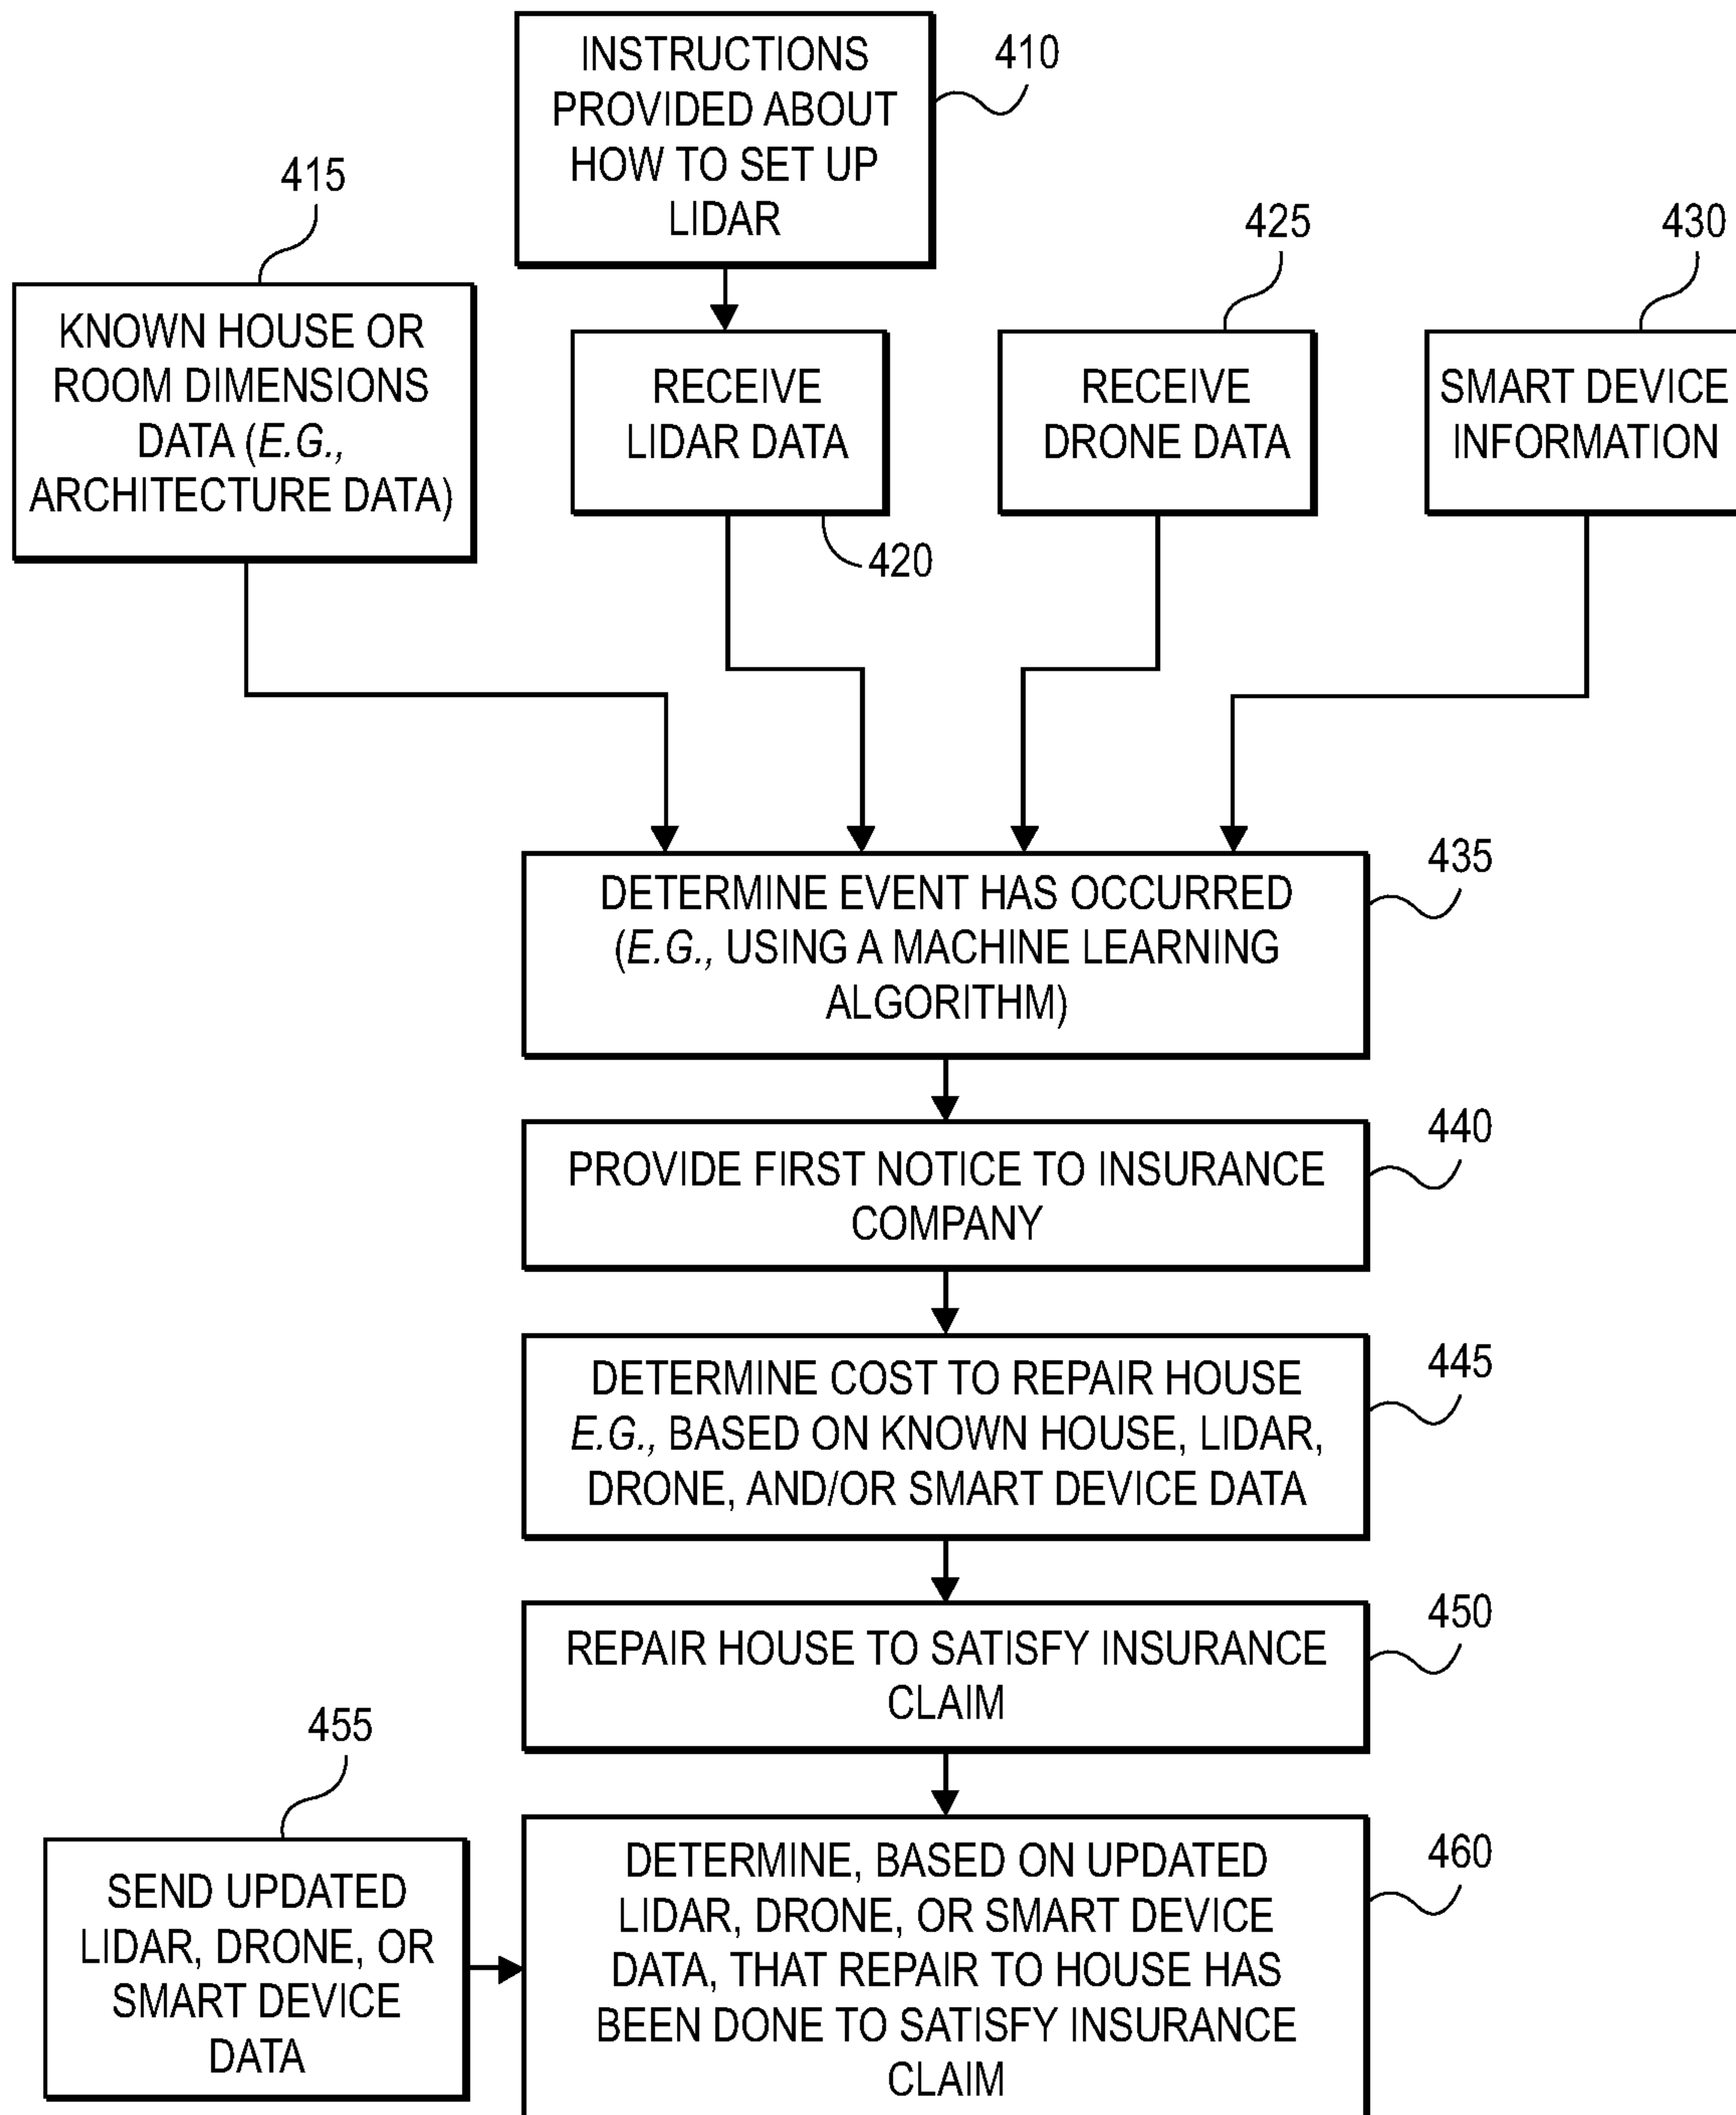 INSTRUCTIONS
PROVIDED ABOUT
HOW TO SET UP
LIDAR
410
415
KNOWN HOUSE OR
ROOM DIMENSIONS
DATA (E.G.,
ARCHITECTURE DATA)
RECEIVE
LIDAR DATA
420
425
RECEIVE
DRONE DATA
430
SMART DEVICE
INFORMATION
DETERMINE EVENT HAS OCCURRED
(E.G., USING A MACHINE LEARNING
ALGORITHM)
435
PROVIDE FIRST NOTICE TO INSURANCE
COMPANY
440
DETERMINE COST TO REPAIR HOUSE
E.G., BASED ON KNOWN HOUSE, LIDAR,
DRONE, AND/OR SMART DEVICE DATA
445
REPAIR HOUSE TO SATISFY INSURANCE
CLAIM
450
455
SEND UPDATED
LIDAR, DRONE, OR
SMART DEVICE
DATA
DETERMINE, BASED ON UPDATED
LIDAR, DRONE, OR SMART DEVICE
DATA, THAT REPAIR TO HOUSE HAS
BEEN DONE TO SATISFY INSURANCE
CLAIM
460